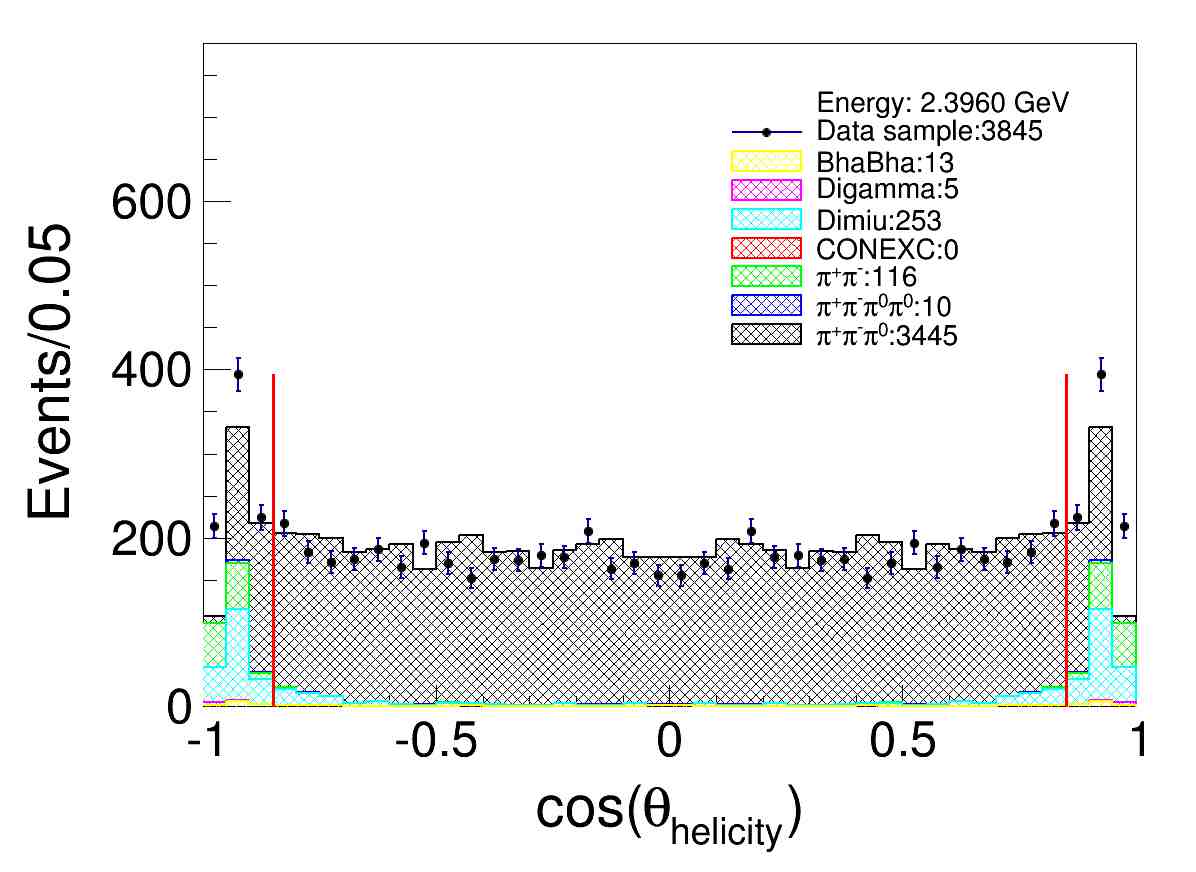 Energy: 2.3960 GeV
Data sample:3845
BhaBha:13
Digamma:5
Dimiu:253
CONEXC:0
π⁺π⁻:116
π⁺π⁻π⁰π⁰:10
π⁺π⁻π⁰:3445
Events/0.05
600
400
200
0
-1 -0.5 0 0.5 1
cos(θhelicity)